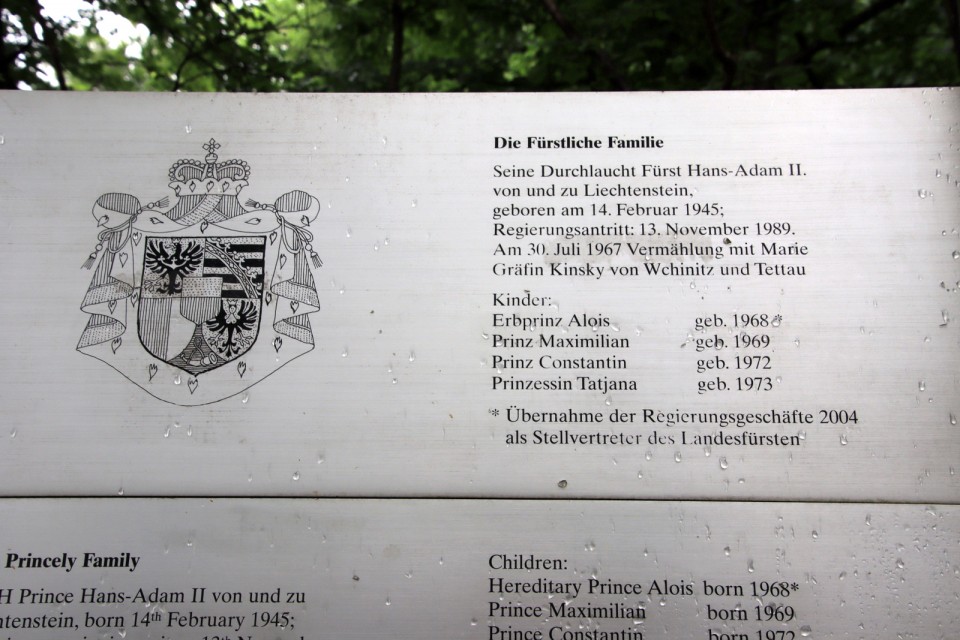 Die Fürstliche Familie
Seine Durchlaucht Fürst Hans-Adam II.
von und zu Liechtenstein,
geboren am 14. Februar 1945;
Regierungsantritt: 13. November 1989.
Am 30. Juli 1967 Vermählung mit Marie
Gräfin Kinsky von Wchinitz und Tettau
Kinder:
Erbprinz Alois geb. 1968*
Prinz Maximilian geb. 1969
Prinz Constantin geb. 1972
Prinzessin Tatjana geb. 1973
* Übernahme der Regierungsgeschäfte 2004
als Stellvertreter des Landesfürsten
Princely Family
H Prince Hans-Adam II von und zu
htenstein, born 14th February 1945;
Children:
Hereditary Prince Alois born 1968*
Prince Maximilian born 1969
Prince Constantin born 1972